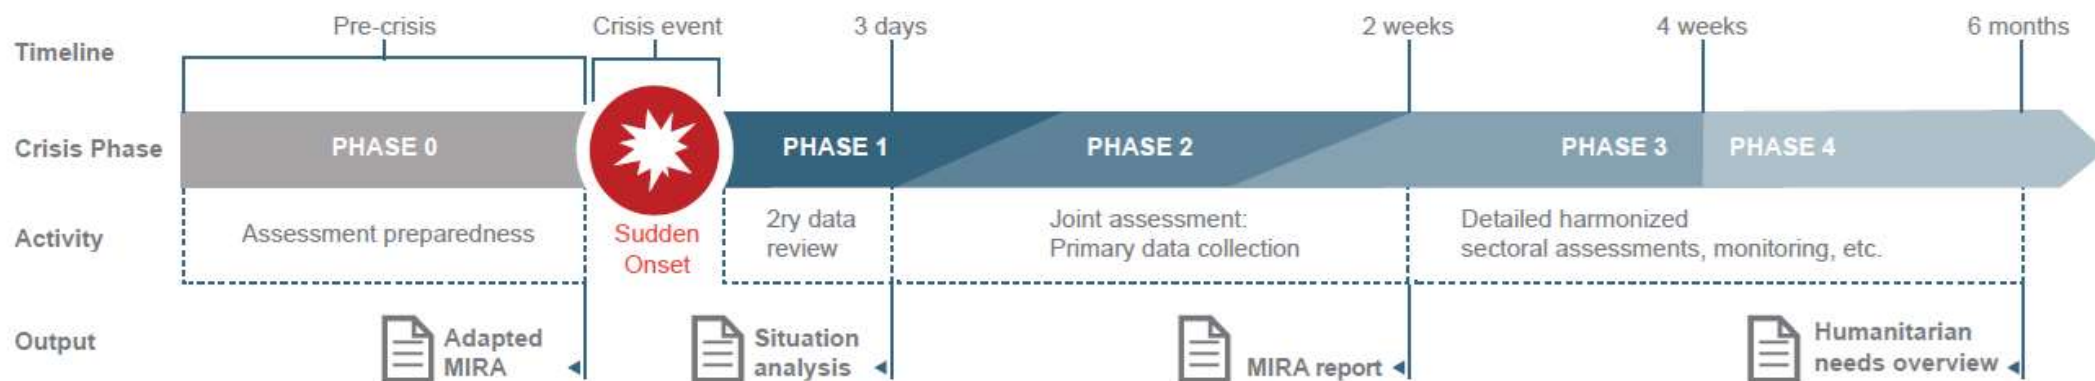 Timeline
Pre-crisis
Crisis event
3 days
2 weeks
4 weeks
6 months
Crisis Phase
PHASE 0
PHASE 1
PHASE 2
PHASE 3
PHASE 4
Activity
Assessment preparedness
Sudden
Onset
2ry data
review
Joint assessment:
Primary data collection
Detailed harmonized
sectoral assessments, monitoring, etc.
Output
Adapted
MIRA
Situation
analysis
MIRA report
Humanitarian
needs overview